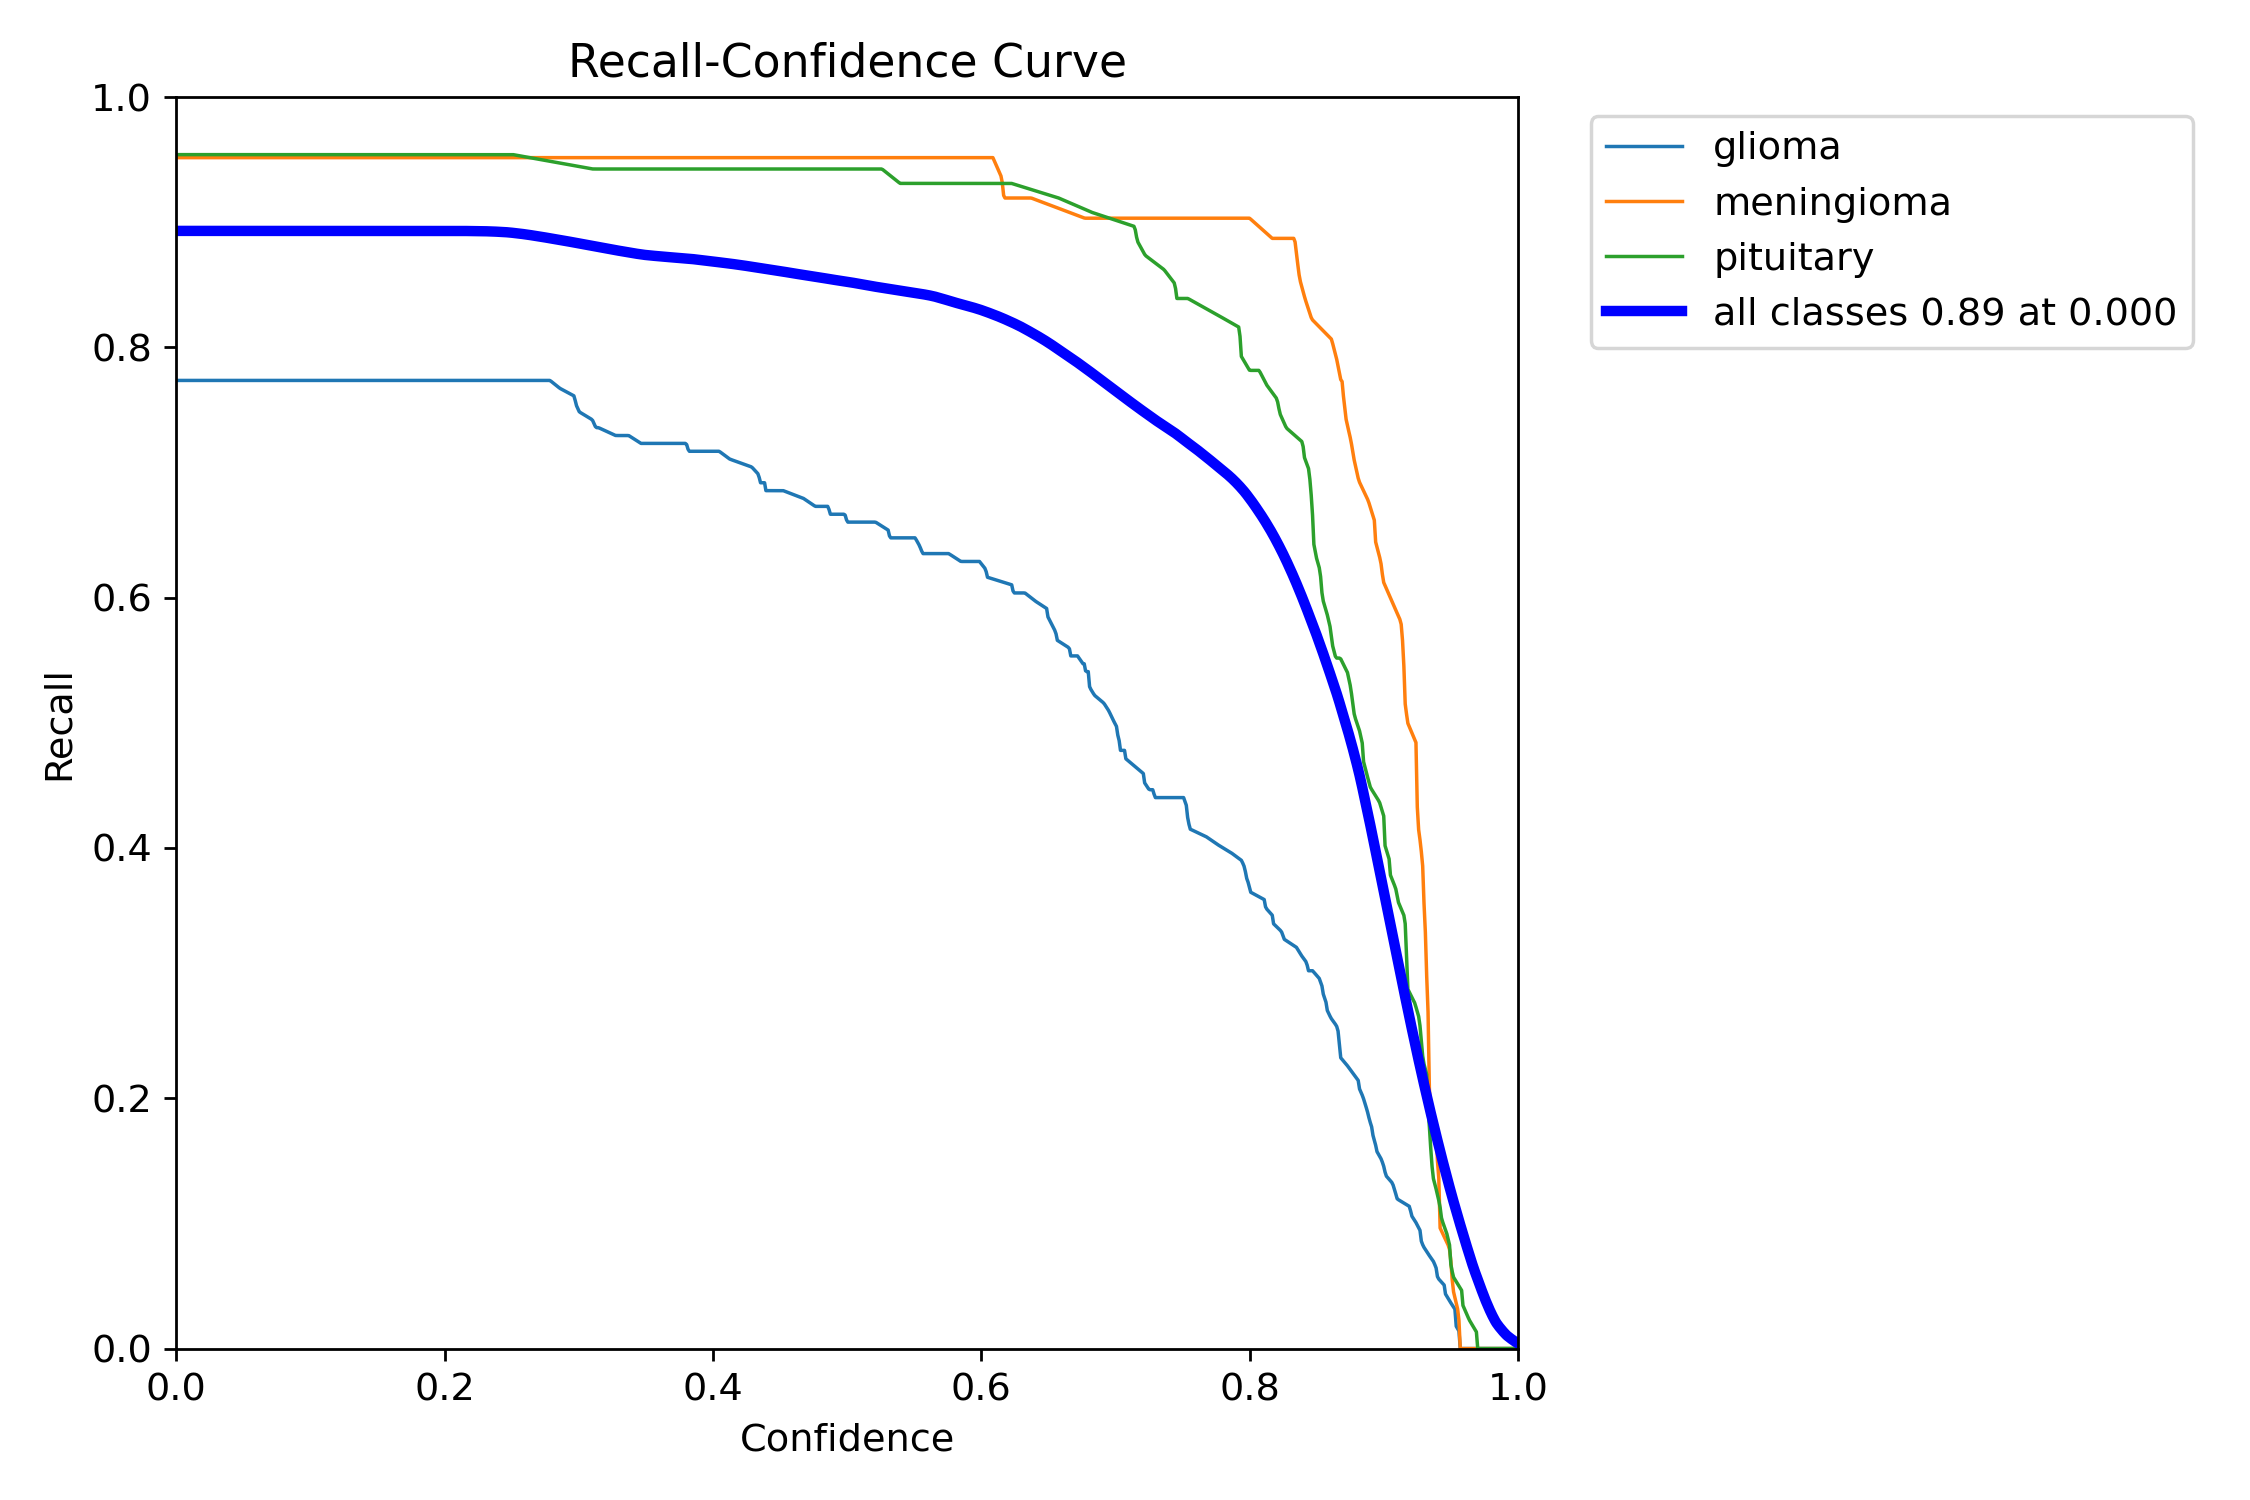 Recall-Confidence Curve
1.0
0.8
0.6
0.4
0.2
0.0
Recall
0.0 0.2 0.4 0.6 0.8 1.0
Confidence
glioma
meningioma
pituitary
all classes 0.89 at 0.000